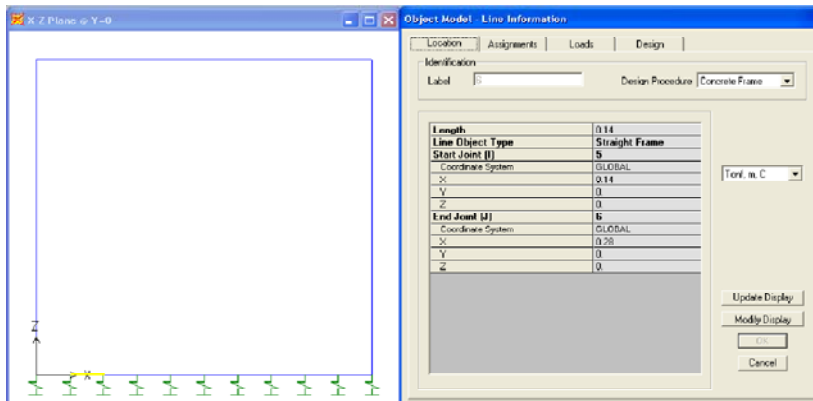 X-Z Plane @ Y=0
Object Model - Line Information
Location Assignments Loads Design
Identification
Label 6 Design Procedure Concrete Frame
Length 0.14
Line Object Type Straight Frame
Start Joint (I) 5
Coordinate System GLOBAL
X 0.14
Y 0.
Z 0.
End Joint (J) 6
Coordinate System GLOBAL
X 0.28
Y 0.
Z 0.
Tonf, m, C
Update Display
Modify Display
OK
Cancel
Z
X